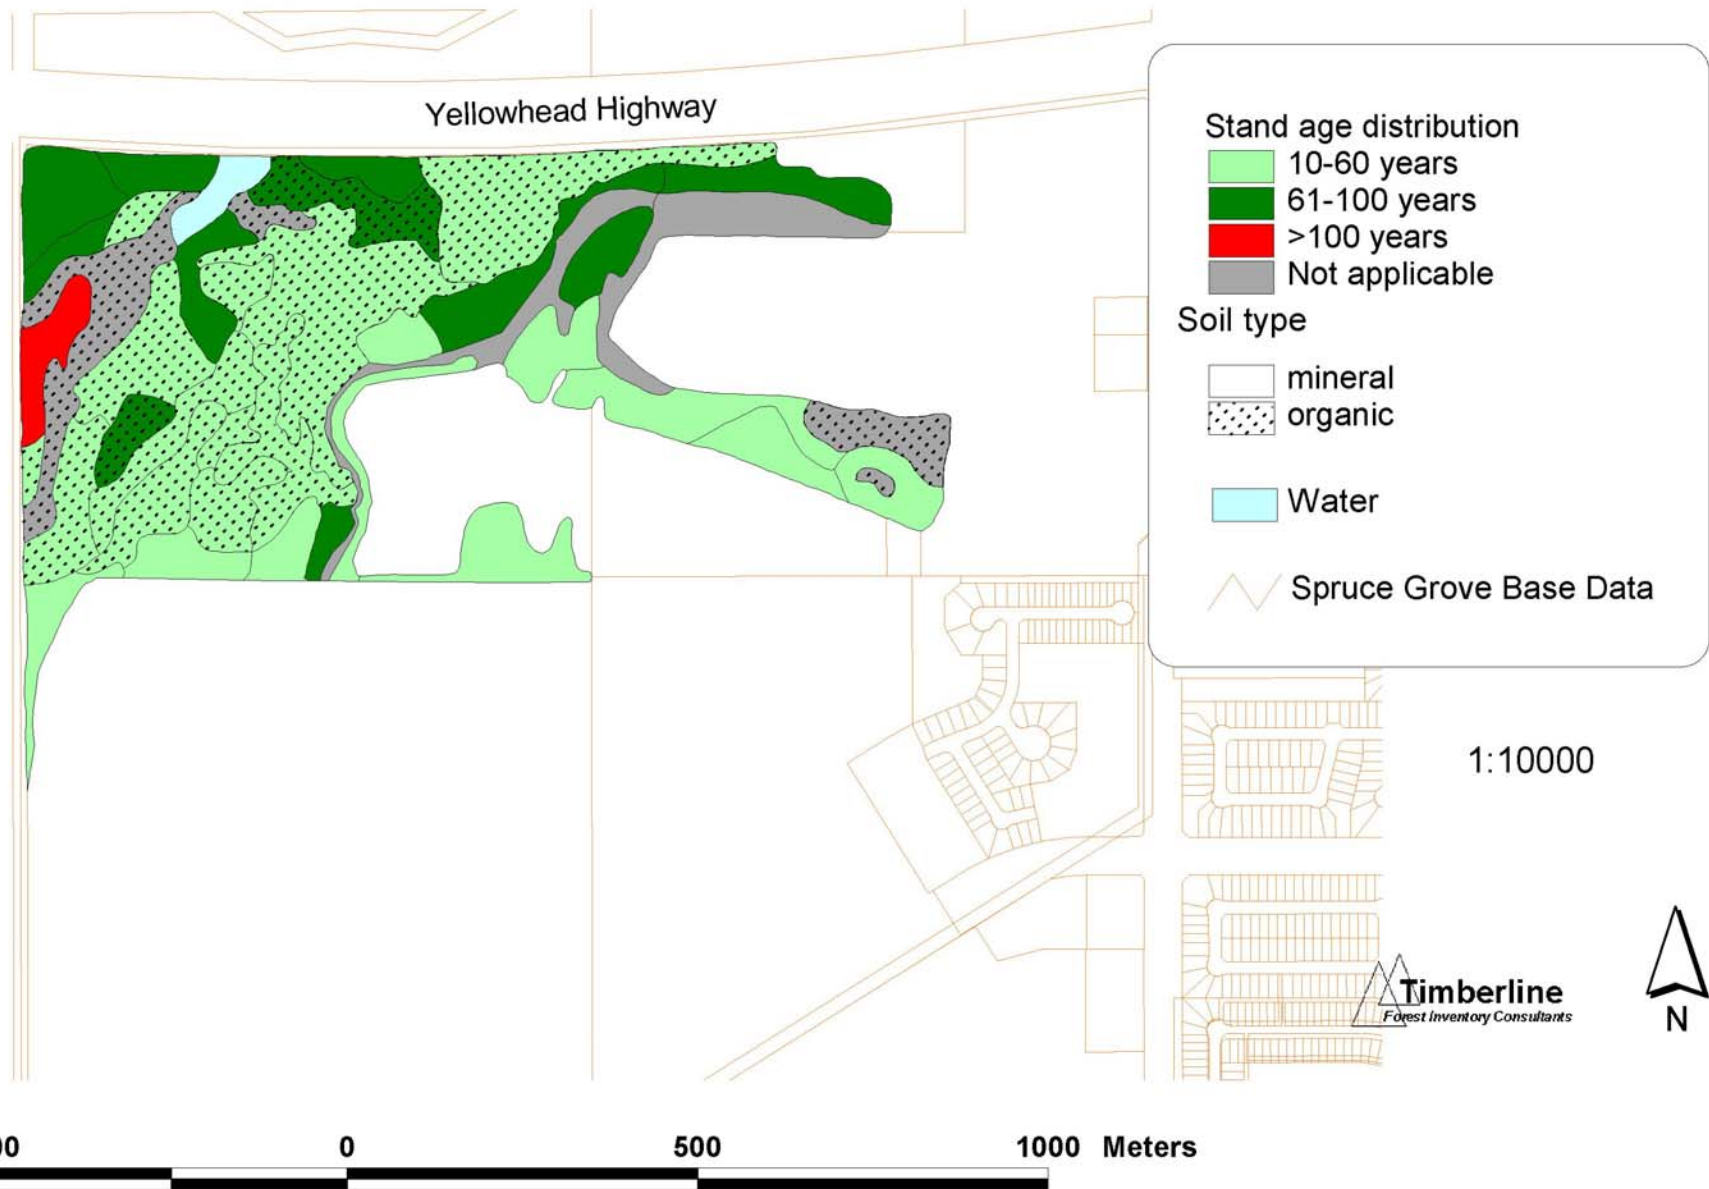 Yellowhead Highway
Stand age distribution
10-60 years
61-100 years
>100 years
Not applicable
Soil type
mineral
organic
Water
Spruce Grove Base Data
1:10000
Timberline
Forest Inventory Consultants
N
0 500 1000 Meters